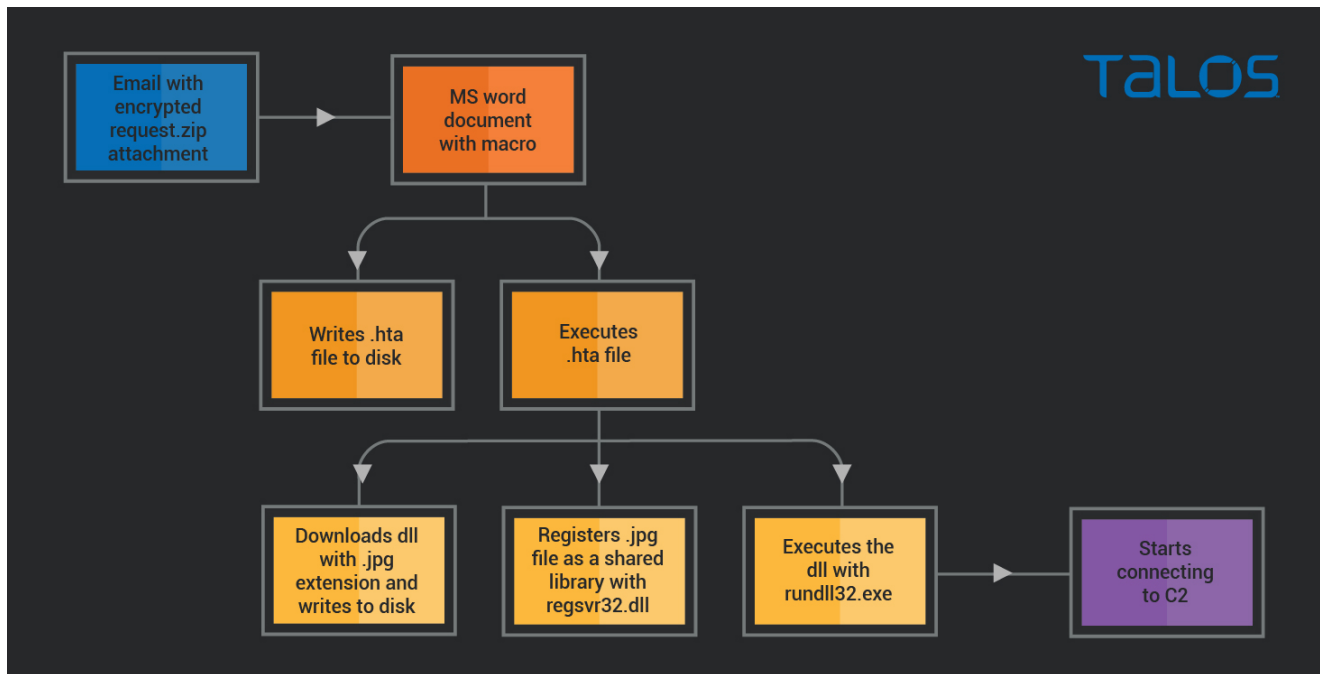 TALOS
Email with
encrypted
request.zip
attachment
MS word
document
with macro
Writes .hta
file to disk
Executes
.hta file
Downloads dll
with .jpg
extension and
writes to disk
Registers .jpg
file as a shared
library with
regsvr32.dll
Executes the
dll with
rundll32.exe
Starts
connecting
to C2